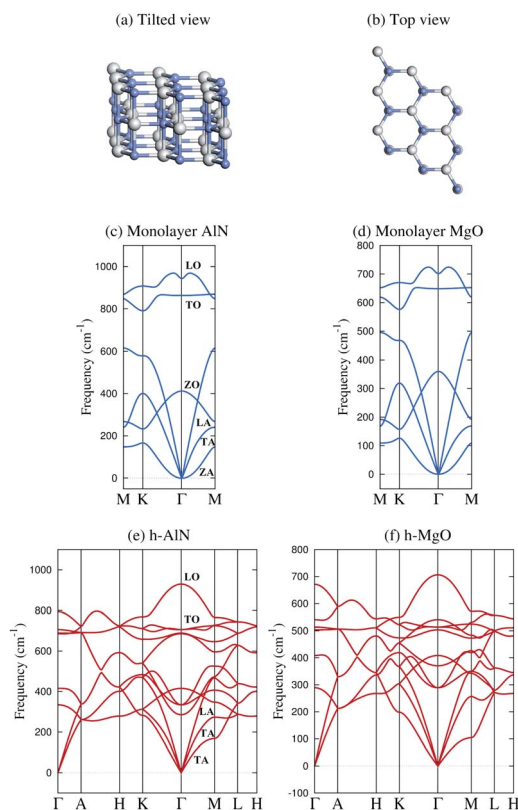 (a) Tilted view
(b) Top view
(c) Monolayer AlN
Frequency (cm⁻¹)
1000
800
600
400
200
0
LO
TO
ZO
LA
TA
ZA
M K Γ M
(d) Monolayer MgO
Frequency (cm⁻¹)
800
700
600
500
400
300
200
100
0
M K Γ M
(e) h-AlN
Frequency (cm⁻¹)
1000
800
600
400
200
0
LO
TO
LA
TA
TA
Γ A H K Γ M L H
(f) h-MgO
Frequency (cm⁻¹)
800
700
600
500
400
300
200
100
0
-100
Γ A H K Γ M L H